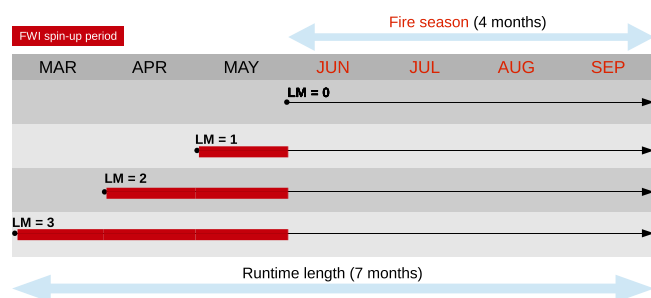 Fire season (4 months)
FWI spin-up period
MAR APR MAY JUN JUL AUG SEP
LM = 0
LM = 1
LM = 2
LM = 3
Runtime length (7 months)